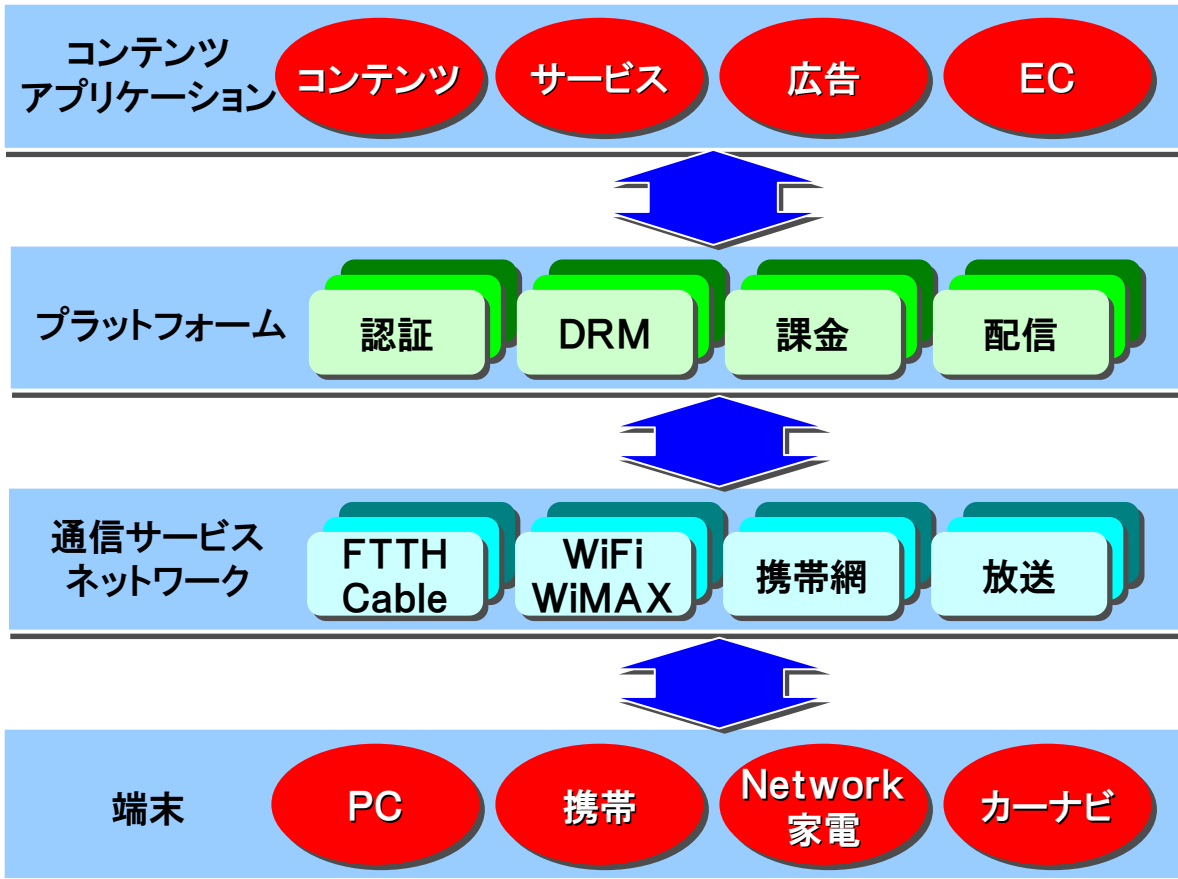 コンテンツ
アプリケーション
コンテンツ
サービス
広告
EC
プラットフォーム
認証
DRM
課金
配信
通信サービス
ネットワーク
FTTH
Cable
WiFi
WiMAX
携帯網
放送
端末
PC
携帯
Network
家電
カーナビ